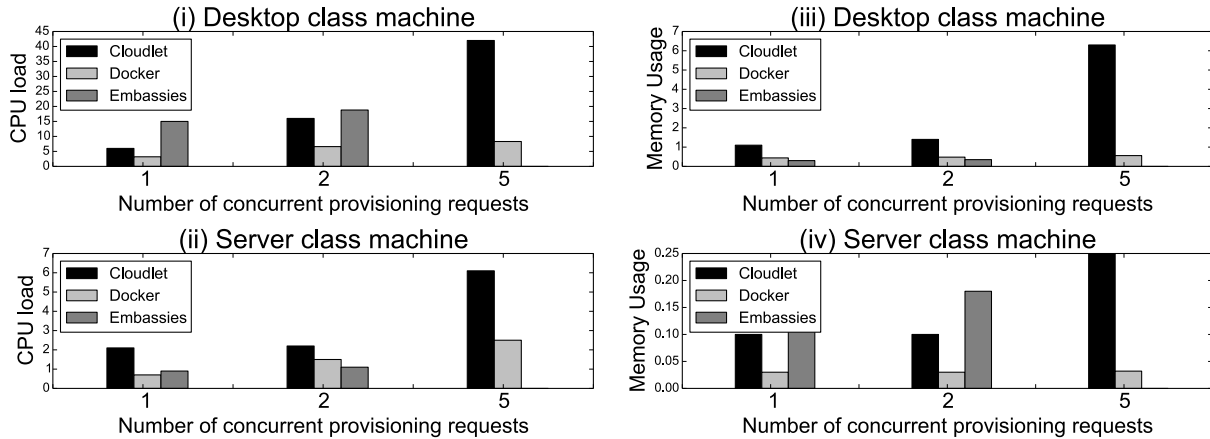 (i) Desktop class machine
CPU load
45
40
35
30
25
20
15
10
5
0
Cloudlet
Docker
Embassies
1 2 5
Number of concurrent provisioning requests
(iii) Desktop class machine
Memory Usage
7
6
5
4
3
2
1
0
Cloudlet
Docker
Embassies
1 2 5
Number of concurrent provisioning requests
(ii) Server class machine
CPU load
7
6
5
4
3
2
1
0
Cloudlet
Docker
Embassies
1 2 5
Number of concurrent provisioning requests
(iv) Server class machine
Memory Usage
0.25
0.20
0.15
0.10
0.05
0.00
Cloudlet
Docker
Embassies
1 2 5
Number of concurrent provisioning requests